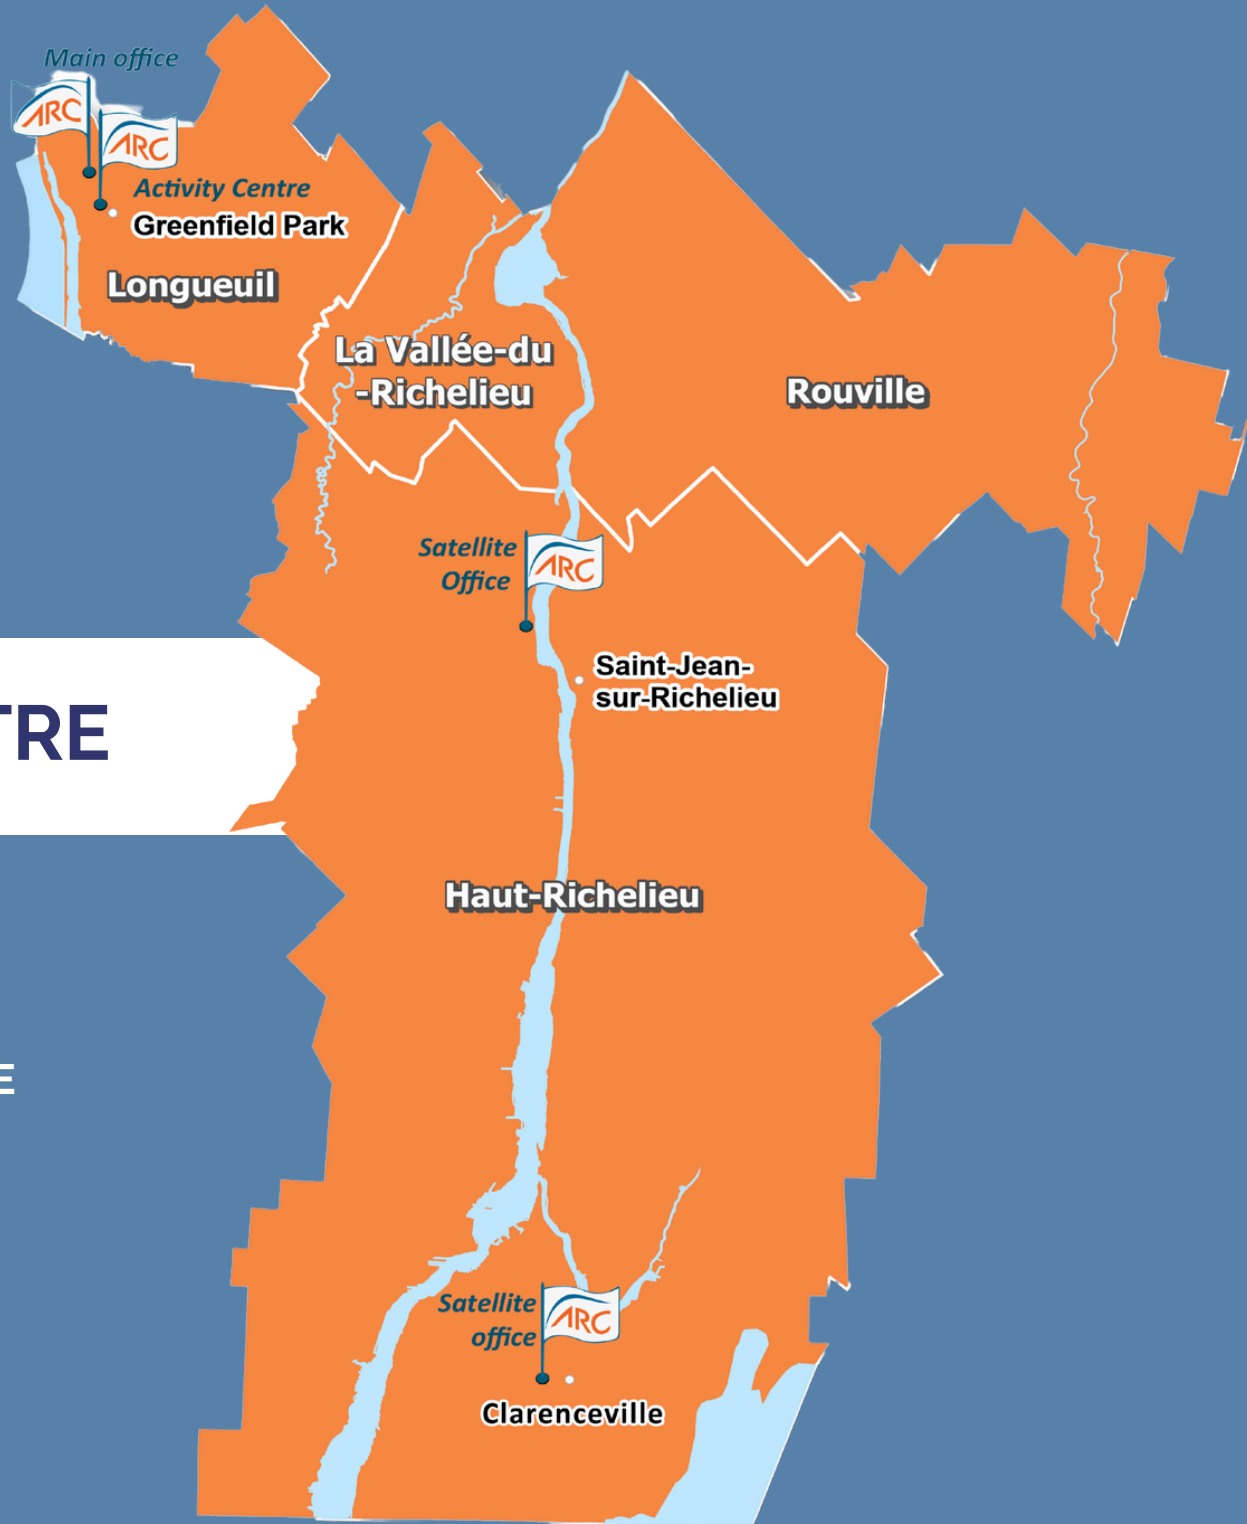 Main office
ARC
ARC
Activity Centre
Greenfield Park
Longueuil
La Vallée-du
-Richelieu
Rouville
Satellite
Office
ARC
Saint-Jean-
sur-Richelieu
TRE
Haut-Richelieu
E
Satellite
office
ARC
Clarenceville